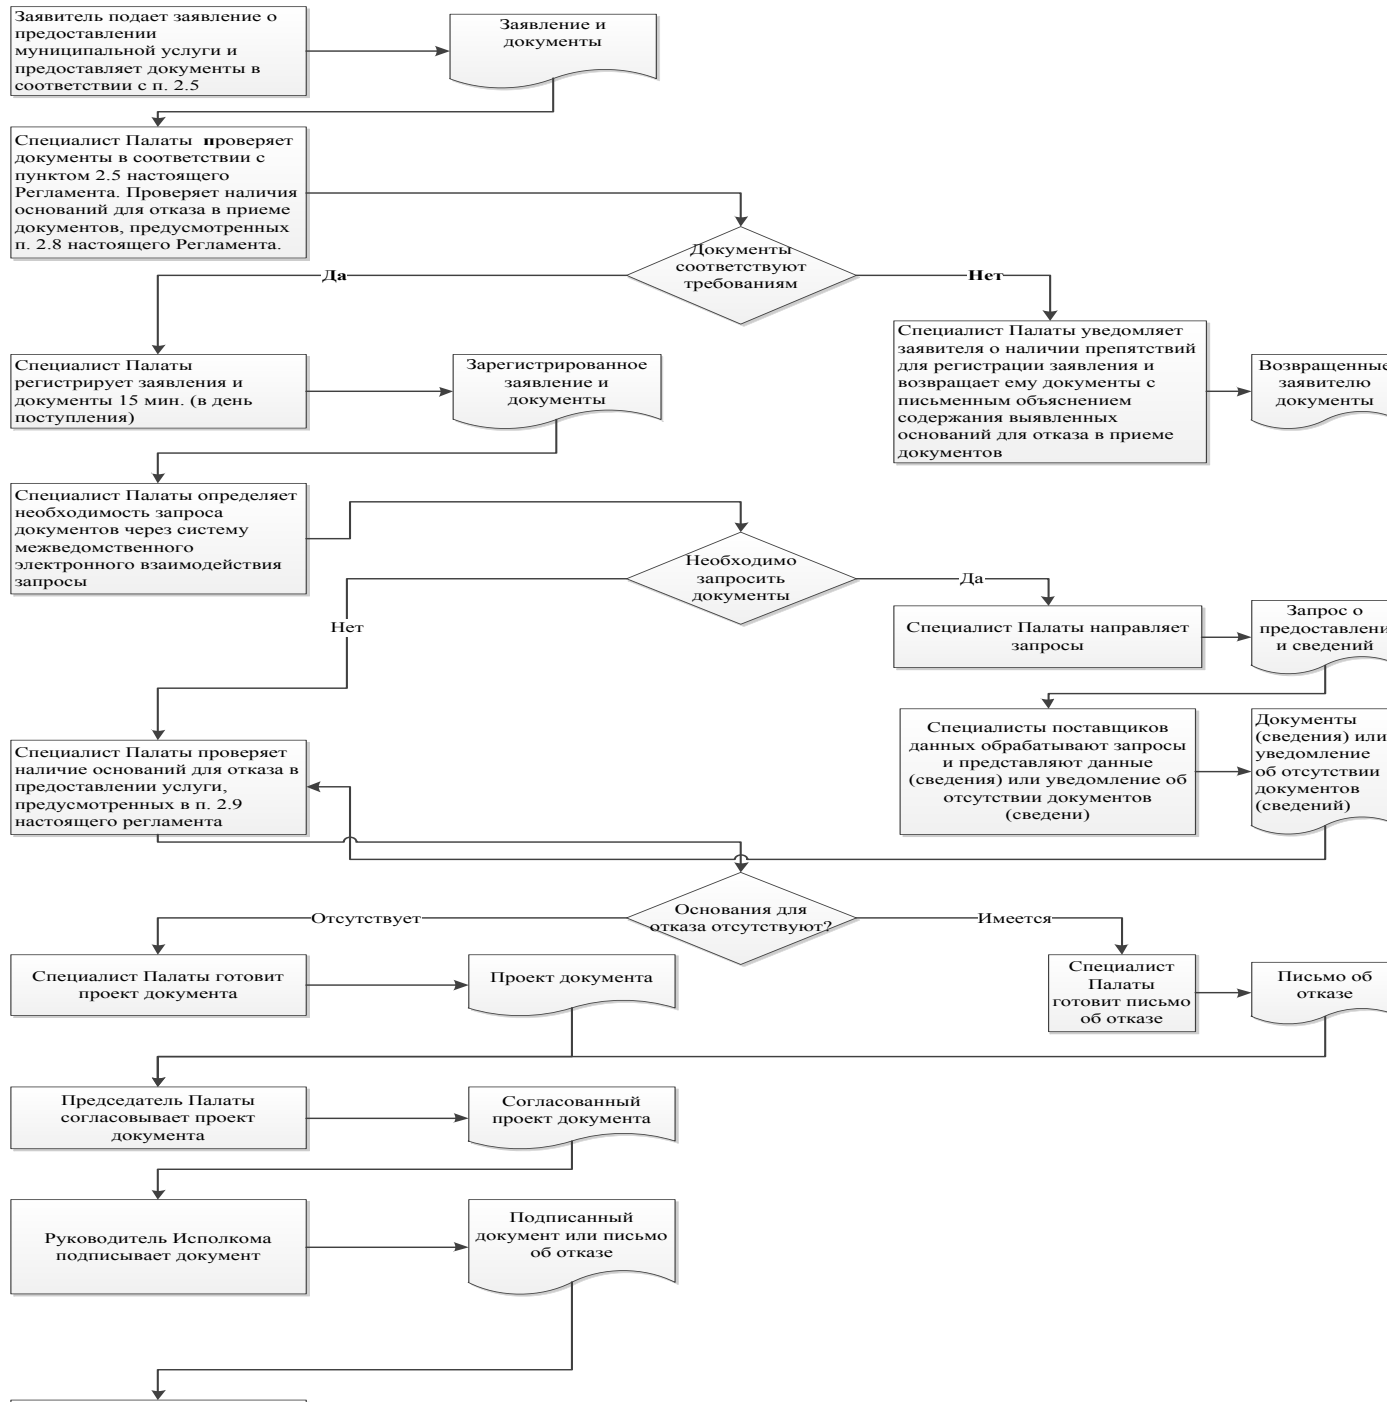 Заявитель подает заявление о
предоставлении
муниципальной услуги и
предоставляет документы в
соответствии с п. 2.5
Заявление и
документы
Специалист Палаты проверяет
документы в соответствии с
пунктом 2.5 настоящего
Регламента. Проверяет наличия
оснований для отказа в приеме
документов, предусмотренных
п. 2.8 настоящего Регламента.
Документы
соответствуют
требованиям
Да
Нет
Специалист Палаты
регистрирует заявления и
документы 15 мин. (в день
поступления)
Зарегистрированное
заявление и
документы
Специалист Палаты уведомляет
заявителя о наличии препятствий
для регистрации заявления и
возвращает ему документы с
письменным объяснением
содержания выявленных
оснований для отказа в приеме
документов
Возвращенные
заявителю
документы
Специалист Палаты определяет
необходимость запроса
документов через систему
межведомственного
электронного взаимодействия
запросы
Необходимо
запросить
документы
Да
Нет
Специалист Палаты направляет
запросы
Запрос о
предоставлени
и сведений
Специалисты поставщиков
данных обрабатывают запросы
и представляют данные
(сведения) или уведомление об
отсутствии документов
(сведени)
Документы
(сведения) или
уведомление
об отсутствии
документов
(сведений)
Специалист Палаты проверяет
наличие оснований для отказа в
предоставлении услуги,
предусмотренных в п. 2.9
настоящего регламента
Основания для
отказа отсутствуют?
Отсутствует
Имеется
Специалист Палаты готовит
проект документа
Проект документа
Специалист
Палаты
готовит письмо
об отказе
Письмо об
отказе
Председатель Палаты
согласовывает проект
документа
Согласованный
проект документа
Руководитель Исполкома
подписывает документ
Подписанный
документ или письмо
об отказе